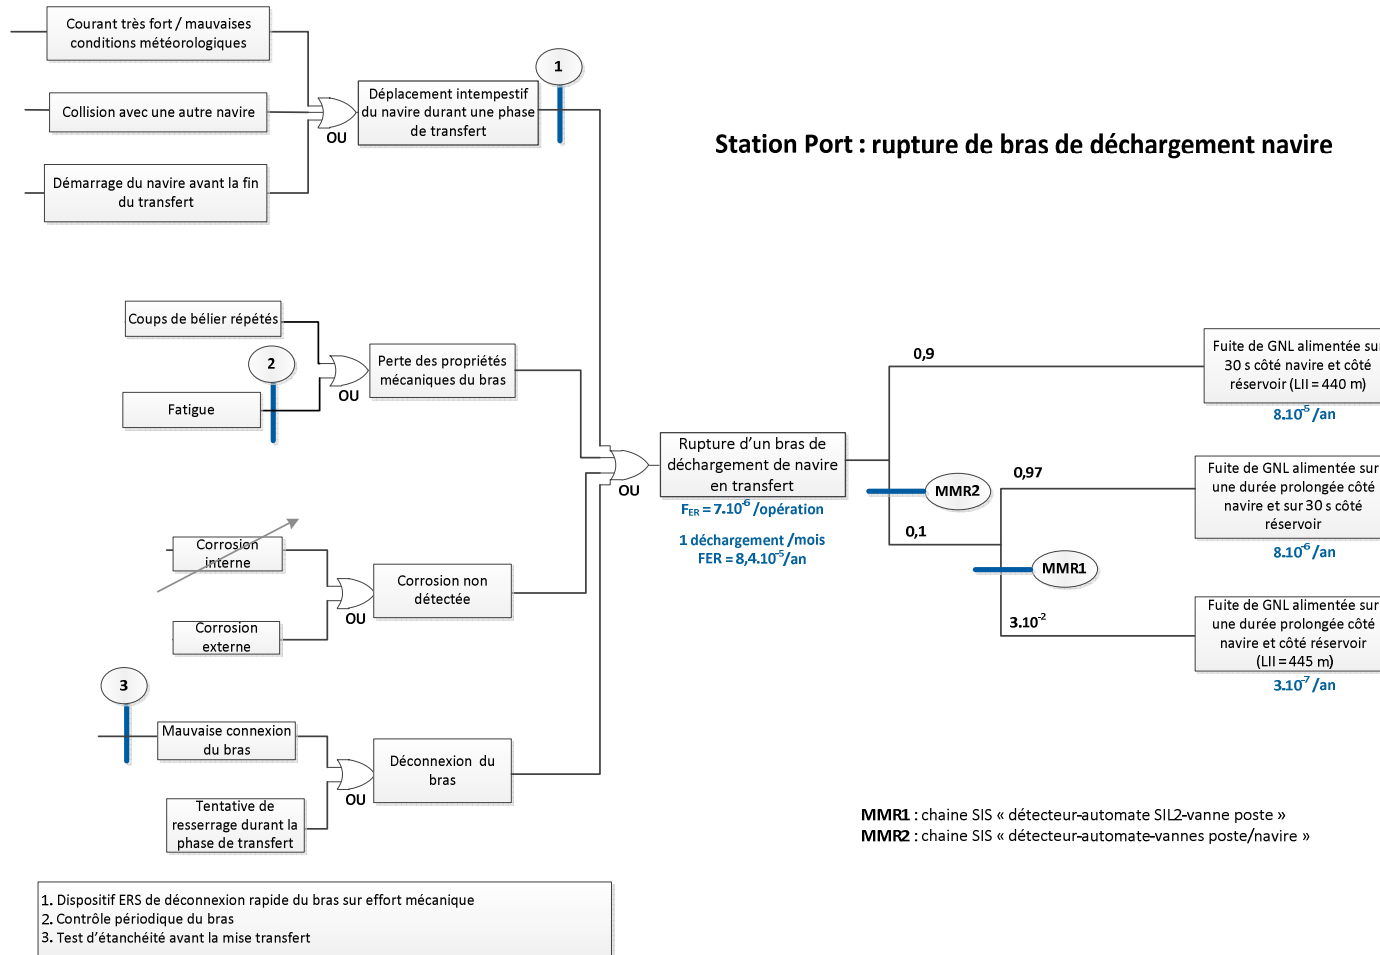 Courant très fort / mauvaises
conditions météorologiques
1
Déplacement intempestif
du navire durant une phase
de transfert
Collision avec une autre navire
OU
Station Port : rupture de bras de déchargement navire
Démarrage du navire avant la fin
du transfert
Coups de bélier répétés
2
Perte des propriétés
mécaniques du bras
OU
Fatigue
0,9
Fuite de GNL alimentée sur
30 s côté navire et côté
réservoir (LII = 440 m)
8.10⁻⁵/an
Rupture d’un bras de
déchargement de navire
en transfert
OU
F_ER = 7.10⁻⁶/opération
1 déchargement /mois
FER = 8,4.10⁻⁵/an
MMR2
0,97
0,1
Fuite de GNL alimentée sur
une durée prolongée côté
navire et sur 30 s côté
réservoir
8.10⁻⁶/an
MMR1
3.10⁻²
Fuite de GNL alimentée sur
une durée prolongée côté
navire et côté réservoir
(LII = 445 m)
3.10⁻⁷/an
Corrosion
interne
Corrosion non
détectée
OU
Corrosion
externe
3
Mauvaise connexion
du bras
Déconnexion du
bras
OU
Tentative de
resserrage durant la
phase de transfert
MMR1 : chaine SIS « détecteur-automate SIL2-vanne poste »
MMR2 : chaine SIS « détecteur-automate-vannes poste/navire »
1. Dispositif ERS de déconnexion rapide du bras sur effort mécanique
2. Contrôle périodique du bras
3. Test d’étanchéité avant la mise transfert